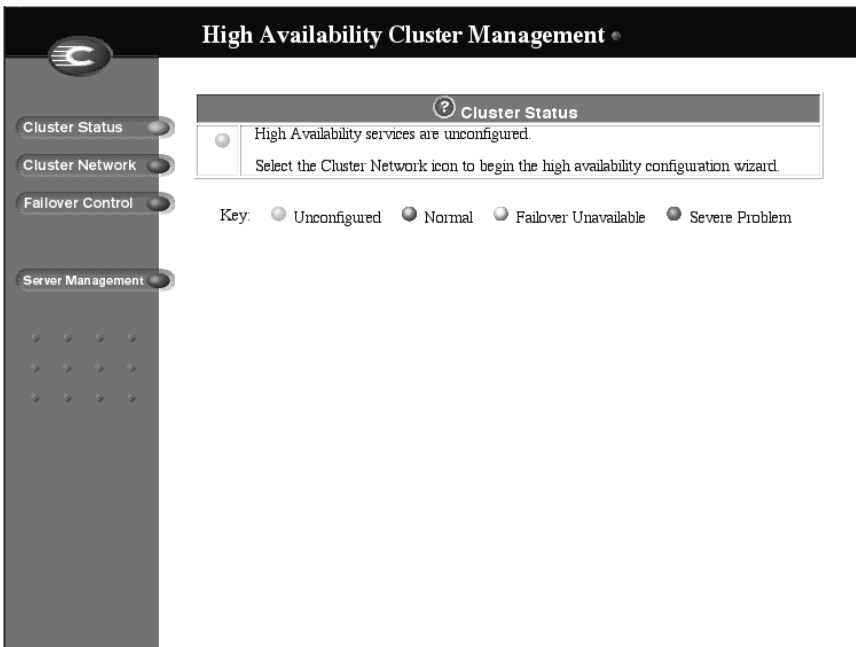 High Availability Cluster Management
Cluster Status
Cluster Network
Failover Control
Server Management
? Cluster Status
High Availability services are unconfigured.
Select the Cluster Network icon to begin the high availability configuration wizard.
Key: Unconfigured Normal Failover Unavailable Severe Problem